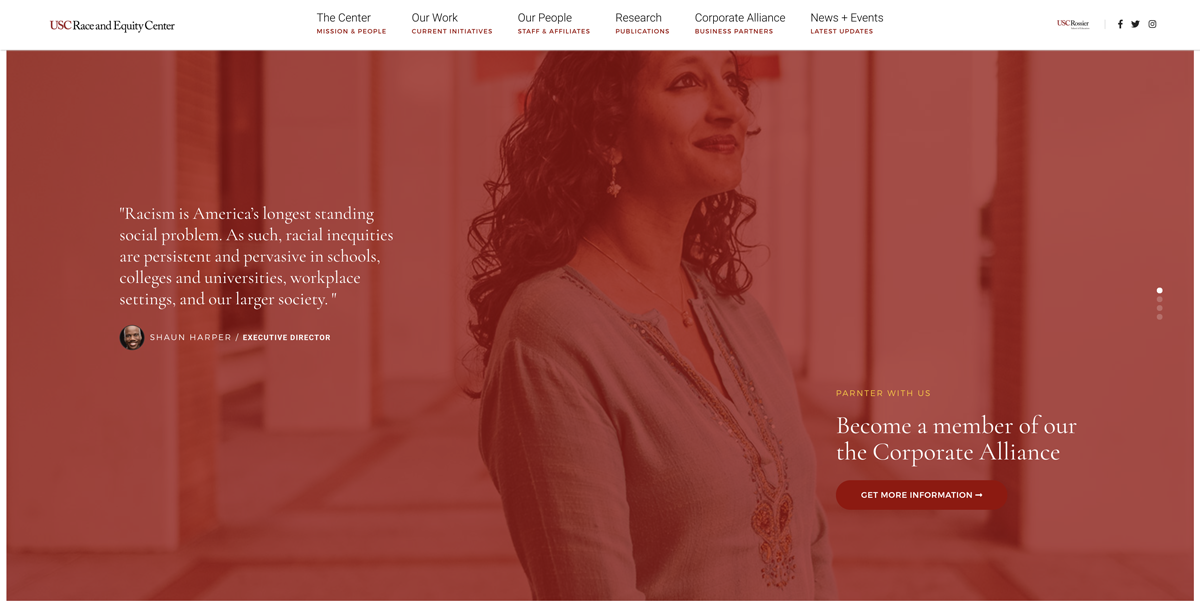 USC Race and Equity Center
The Center
MISSION & PEOPLE
Our Work
CURRENT INITIATIVES
Our People
STAFF & AFFILIATES
Research
PUBLICATIONS
Corporate Alliance
BUSINESS PARTNERS
News + Events
LATEST UPDATES
USC Rossier
"Racism is America’s longest standing
social problem. As such, racial inequities
are persistent and pervasive in schools,
colleges and universities, workplace
settings, and our larger society. "
SHAUN HARPER / EXECUTIVE DIRECTOR
PARNTER WITH US
Become a member of our
the Corporate Alliance
GET MORE INFORMATION ➞